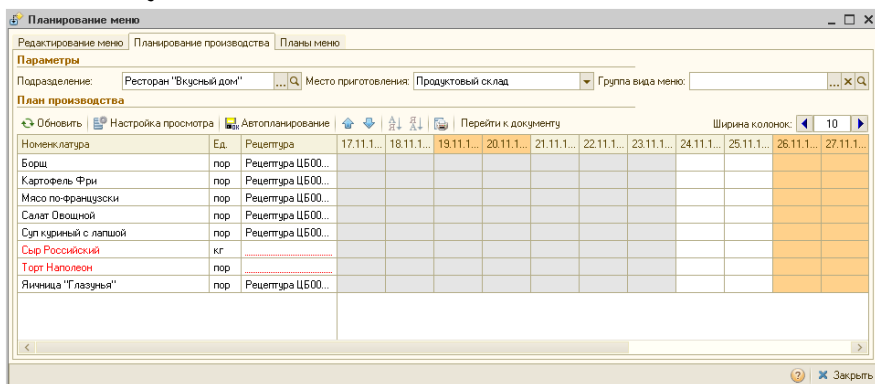 Планирование меню
Редактирование меню Планирование производства Планы меню
Параметры
Подразделение: Ресторан "Вкусный дом" ... Место приготовления: Продуктовый склад Группа вида меню: ...
План производства
Обновить Настройка просмотра Автопланирование Перейти к документу Ширина колонок: 10
Номенклатура Ед. Рецептура 17.11.1... 18.11.1... 19.11.1... 20.11.1... 21.11.1... 22.11.1... 23.11.1... 24.11.1... 25.11.1... 26.11.1... 27.11.1...
Борщ пор Рецептура ЦБ00...
Картофель Фри пор Рецептура ЦБ00...
Мясо по-французски пор Рецептура ЦБ00...
Салат Овощной пор Рецептура ЦБ00...
Суп куриный с лапшой пор Рецептура ЦБ00...
Сыр Российский кг
Торт Наполеон пор
Яичница "Глазунья" пор Рецептура ЦБ00...
Закрыть